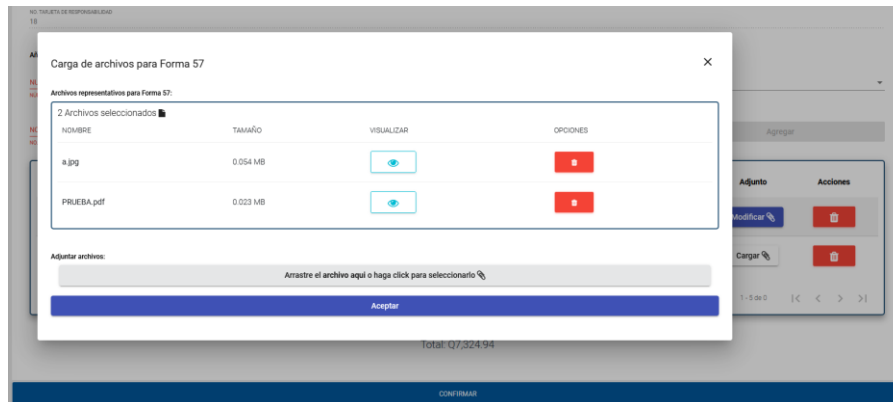 NO. TARJETA DE RESPONSABILIDAD
18
Carga de archivos para Forma 57
Archivos representativos para Forma 57:
2 Archivos seleccionados
NOMBRE TAMAÑO VISUALIZAR OPCIONES
a.jpg 0.054 MB
PRUEBA.pdf 0.023 MB
Adjuntar archivos:
Arrastre el archivo aquí o haga click para seleccionarlo
Aceptar
Agregar
Adjunto Acciones
Modificar
Cargar
1 - 5 de 0
Total: Q7,324.94
CONFIRMAR